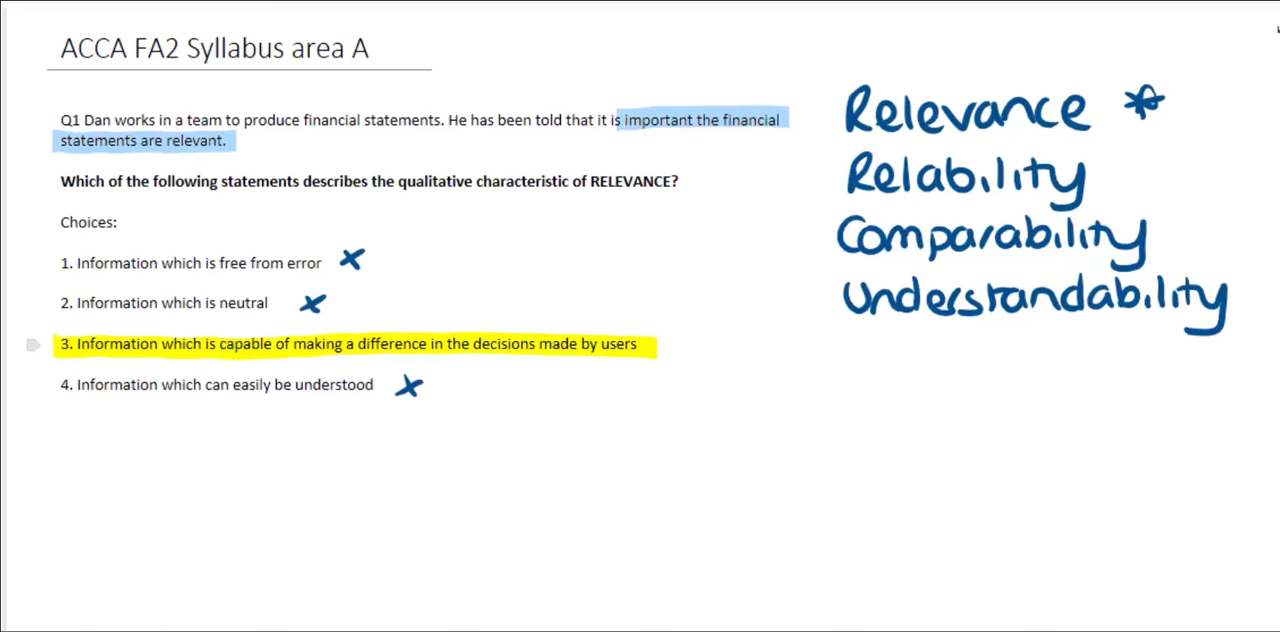 ACCA FA2 Syllabus area A
Q1 Dan works in a team to produce financial statements. He has been told that it is important the financial
statements are relevant.
Which of the following statements describes the qualitative characteristic of RELEVANCE?
Choices:
1. Information which is free from error
2. Information which is neutral
3. Information which is capable of making a difference in the decisions made by users
4. Information which can easily be understood
Relevance *
Relability
Comparability
Understandability